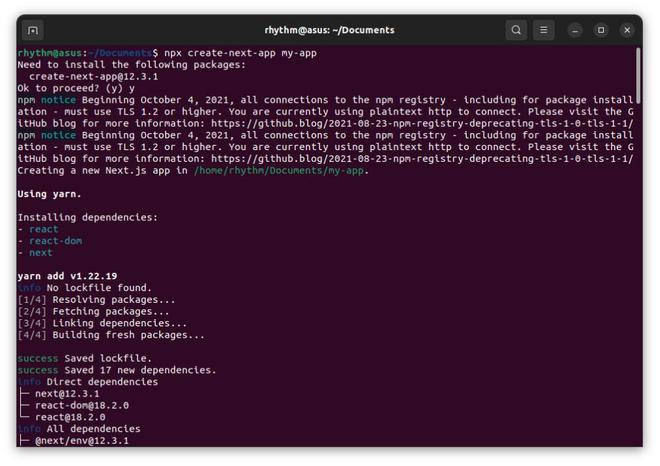 rhythm@asus: ~/Documents
rhythm@asus:~/Documents$ npx create-next-app my-app
Need to install the following packages:
  create-next-app@12.3.1
Ok to proceed? (y) y
npm notice Beginning October 4, 2021, all connections to the npm registry - including for package install
ation - must use TLS 1.2 or higher. You are currently using plaintext http to connect. Please visit the G
itHub blog for more information: https://github.blog/2021-08-23-npm-registry-deprecating-tls-1-0-tls-1-1/
npm notice Beginning October 4, 2021, all connections to the npm registry - including for package install
ation - must use TLS 1.2 or higher. You are currently using plaintext http to connect. Please visit the G
itHub blog for more information: https://github.blog/2021-08-23-npm-registry-deprecating-tls-1-0-tls-1-1/
Creating a new Next.js app in /home/rhythm/Documents/my-app.

Using yarn.

Installing dependencies:
- react
- react-dom
- next

yarn add v1.22.19
info No lockfile found.
[1/4] Resolving packages...
[2/4] Fetching packages...
[3/4] Linking dependencies...
[4/4] Building fresh packages...

success Saved lockfile.
success Saved 17 new dependencies.
info Direct dependencies
├─ next@12.3.1
├─ react-dom@18.2.0
└─ react@18.2.0
info All dependencies
├─ @next/env@12.3.1